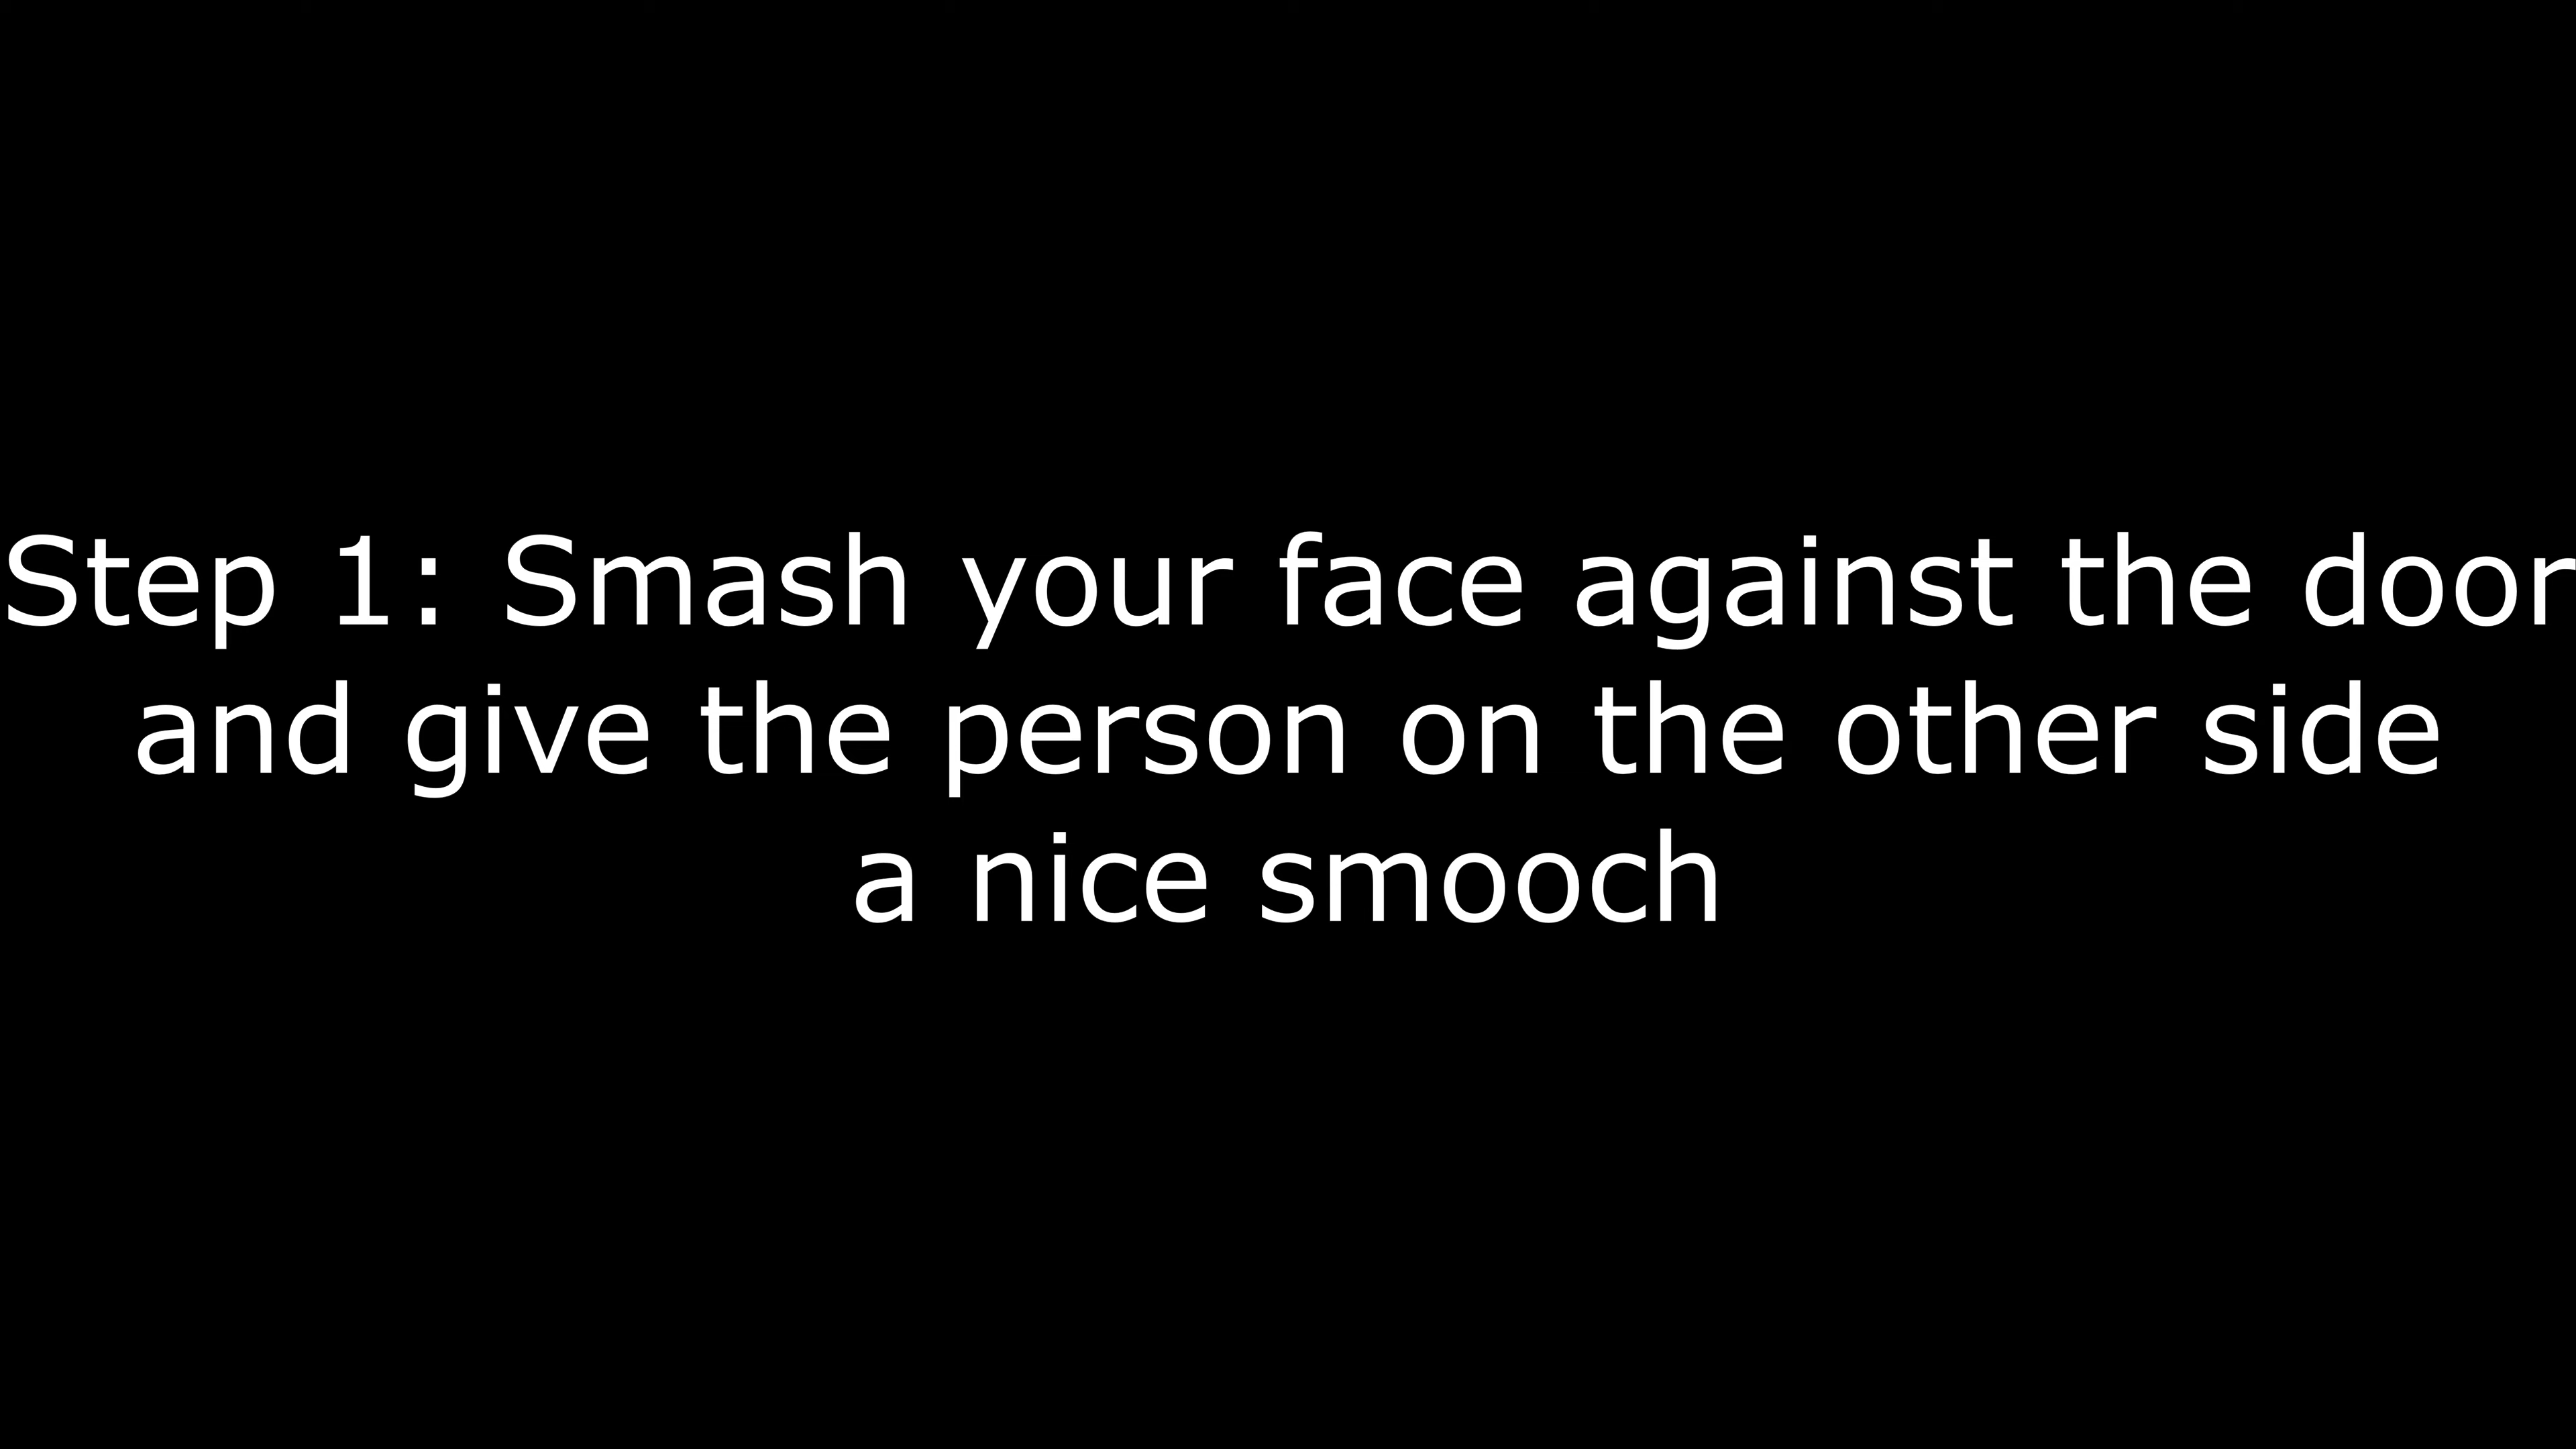 Step 1: Smash your face against the door
and give the person on the other side
a nice smooch